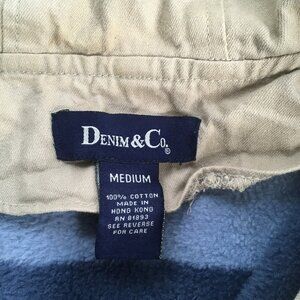 DENIM & CO.®
MEDIUM
100% COTTON
MADE IN
HONG KONG
RN 81893
SEE REVERSE
FOR CARE